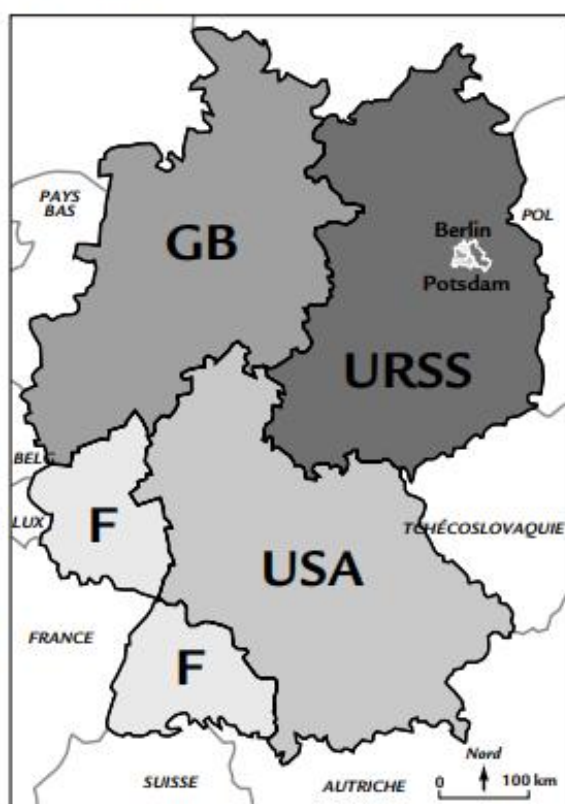 PAYS
BAS
GB
POL
Berlin
Potsdam
URSS
BELG
LUX
F
TCHÉCOSLOVAQUIE
USA
FRANCE
F
Nord
SUISSE
AUTRICHE
0 100 km